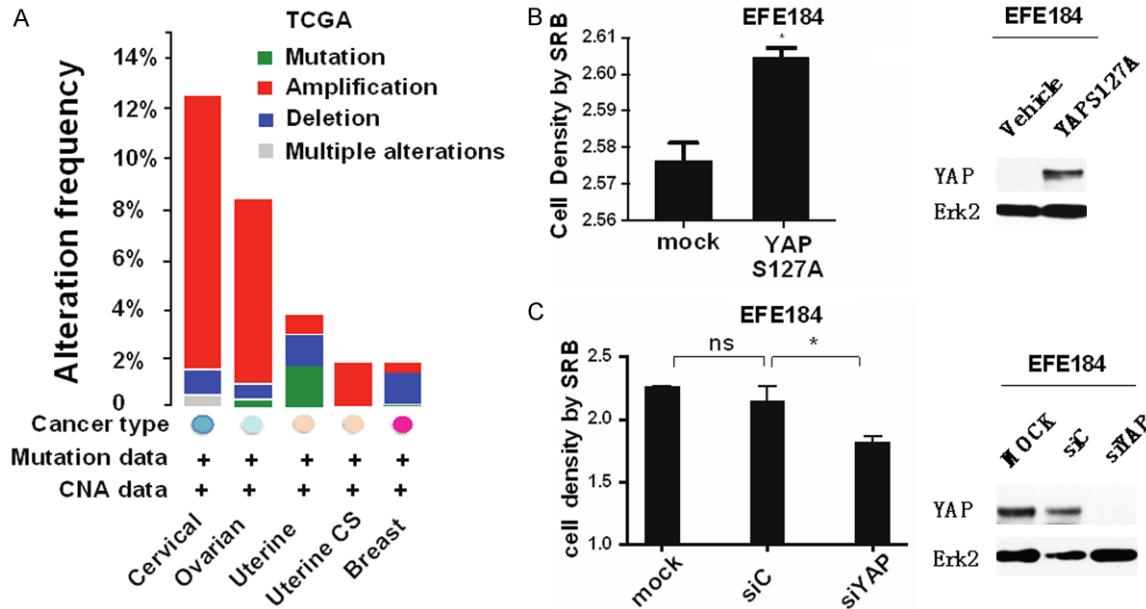 A
TCGA
Mutation
Amplification
Deletion
Multiple alterations
Alteration frequency
14%
12%
10%
8%
6%
4%
2%
0
Cancer type
Mutation data + + + + +
CNA data + + + + +
Cervical
Ovarian
Uterine
Uterine CS
Breast
B
EFE184
Cell Density by SRB
2.61
2.60
2.58
2.57
2.56
*
mock
YAP
S127A
EFE184
Vehicle
YAPS127A
YAP
Erk2
C
EFE184
cell density by SRB
2.5
2.0
1.5
1.0
ns
*
mock
siC
siYAP
EFE184
MOCK
siC
siYAP
YAP
Erk2